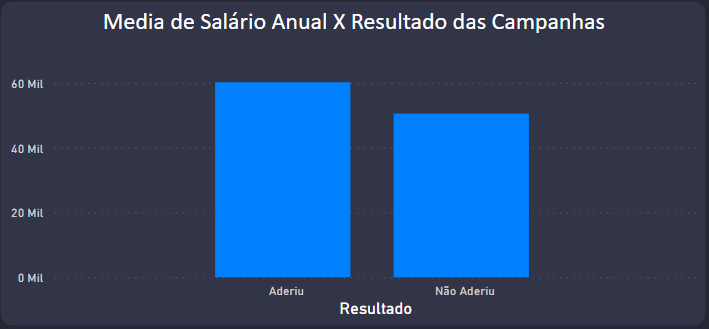 Media de Salário Anual X Resultado das Campanhas
60 Mil
40 Mil
20 Mil
0 Mil
Aderiu
Não Aderiu
Resultado